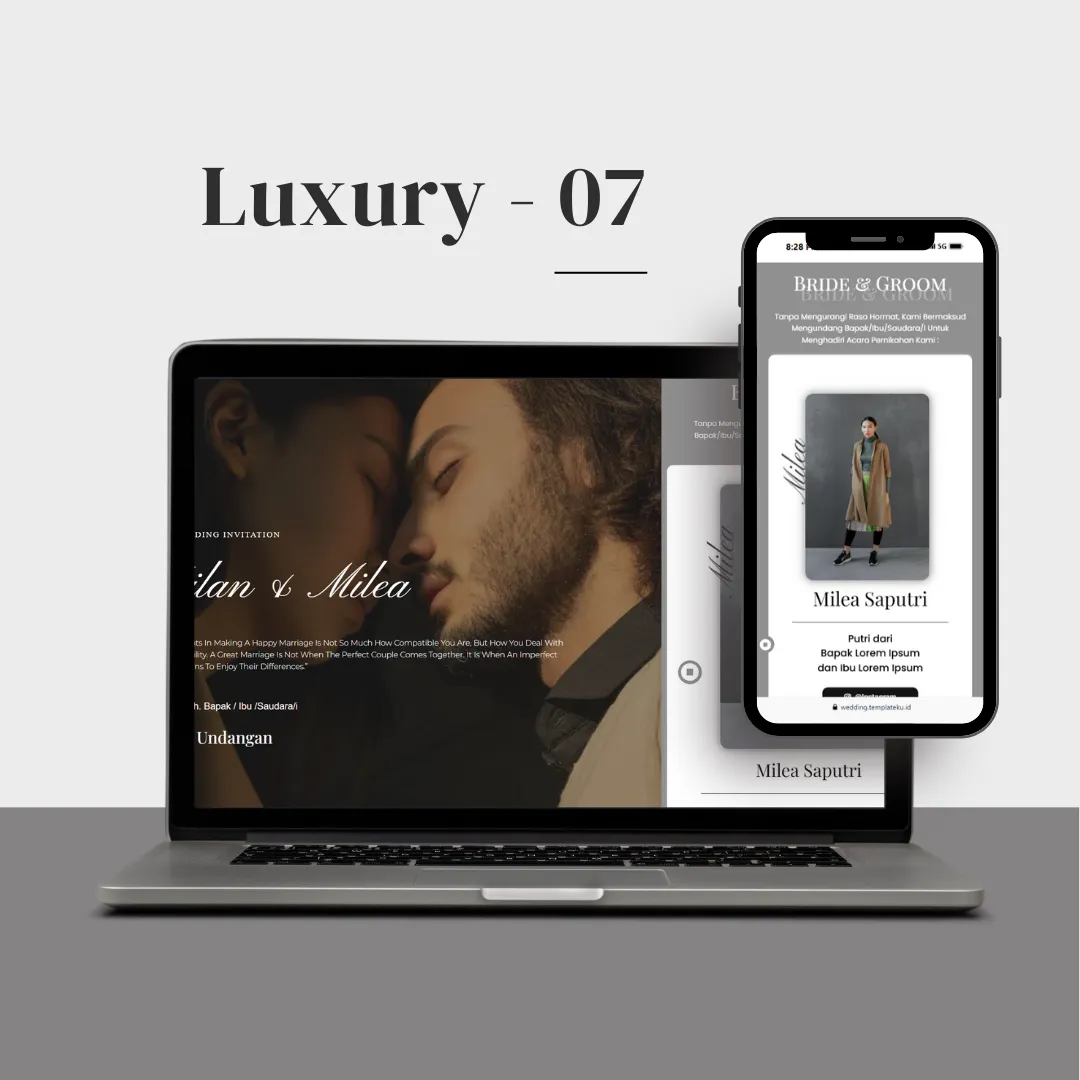 Luxury - 07
8:28
5G
BRIDE & GROOM
BRIDE & GROOM
Tanpa Mengurangi Rasa Hormat, Kami Bermaksud
Mengundang Bapak/Ibu/Saudara/i Untuk
Menghadiri Acara Pernikahan Kami :
Milea
Milea Saputri
Putri dari
Bapak Lorem Ipsum
dan Ibu Lorem Ipsum
@Instagram
wedding.templateku.id
DING INVITATION
ilan & Milea
ts In Making A Happy Marriage Is Not So Much How Compatible You Are, But How You Deal With
ility. A Great Marriage Is Not When The Perfect Couple Comes Together. It Is When An Imperfect
ns To Enjoy Their Differences."
h. Bapak / Ibu /Saudara/i
Undangan
Tanpa Mengu
Bapak/Ibu/Sa
Milea
Milea Saputri